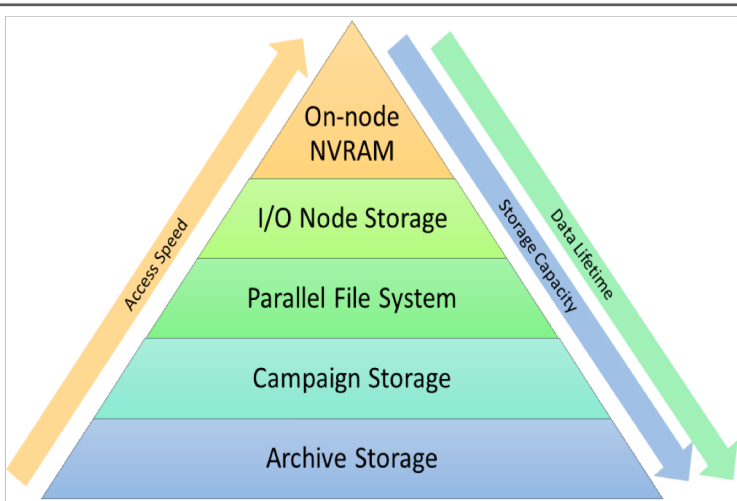 On-node
NVRAM
I/O Node Storage
Parallel File System
Campaign Storage
Archive Storage
Access Speed
Storage Capacity
Data Lifetime